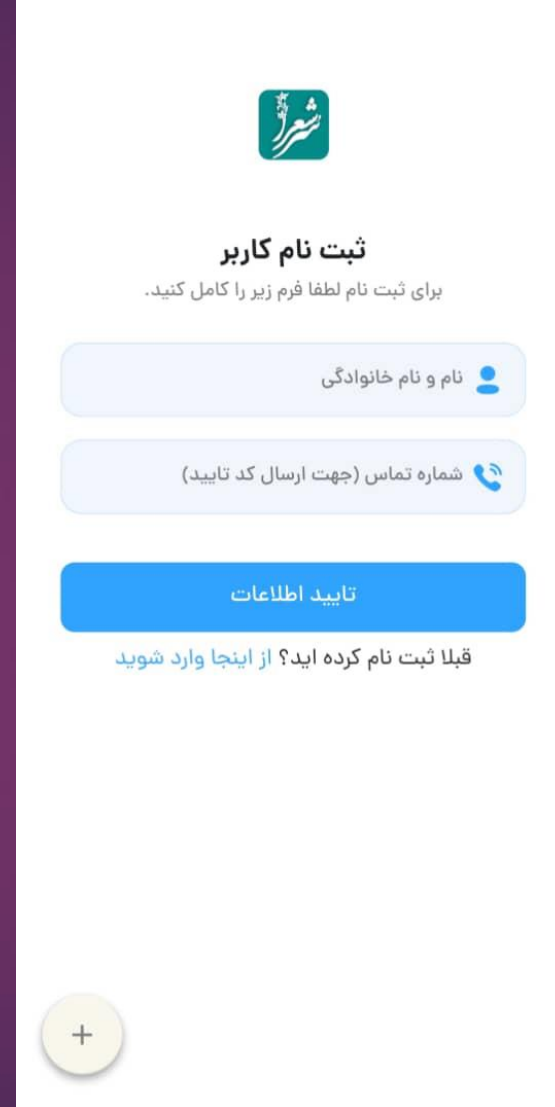 ثبت نام کاربر
برای ثبت نام لطفا فرم زیر را کامل کنید.
نام و نام خانوادگی
شماره تماس (جهت ارسال کد تایید)
تایید اطلاعات
قبلا ثبت نام کرده اید؟ از اینجا وارد شوید
+